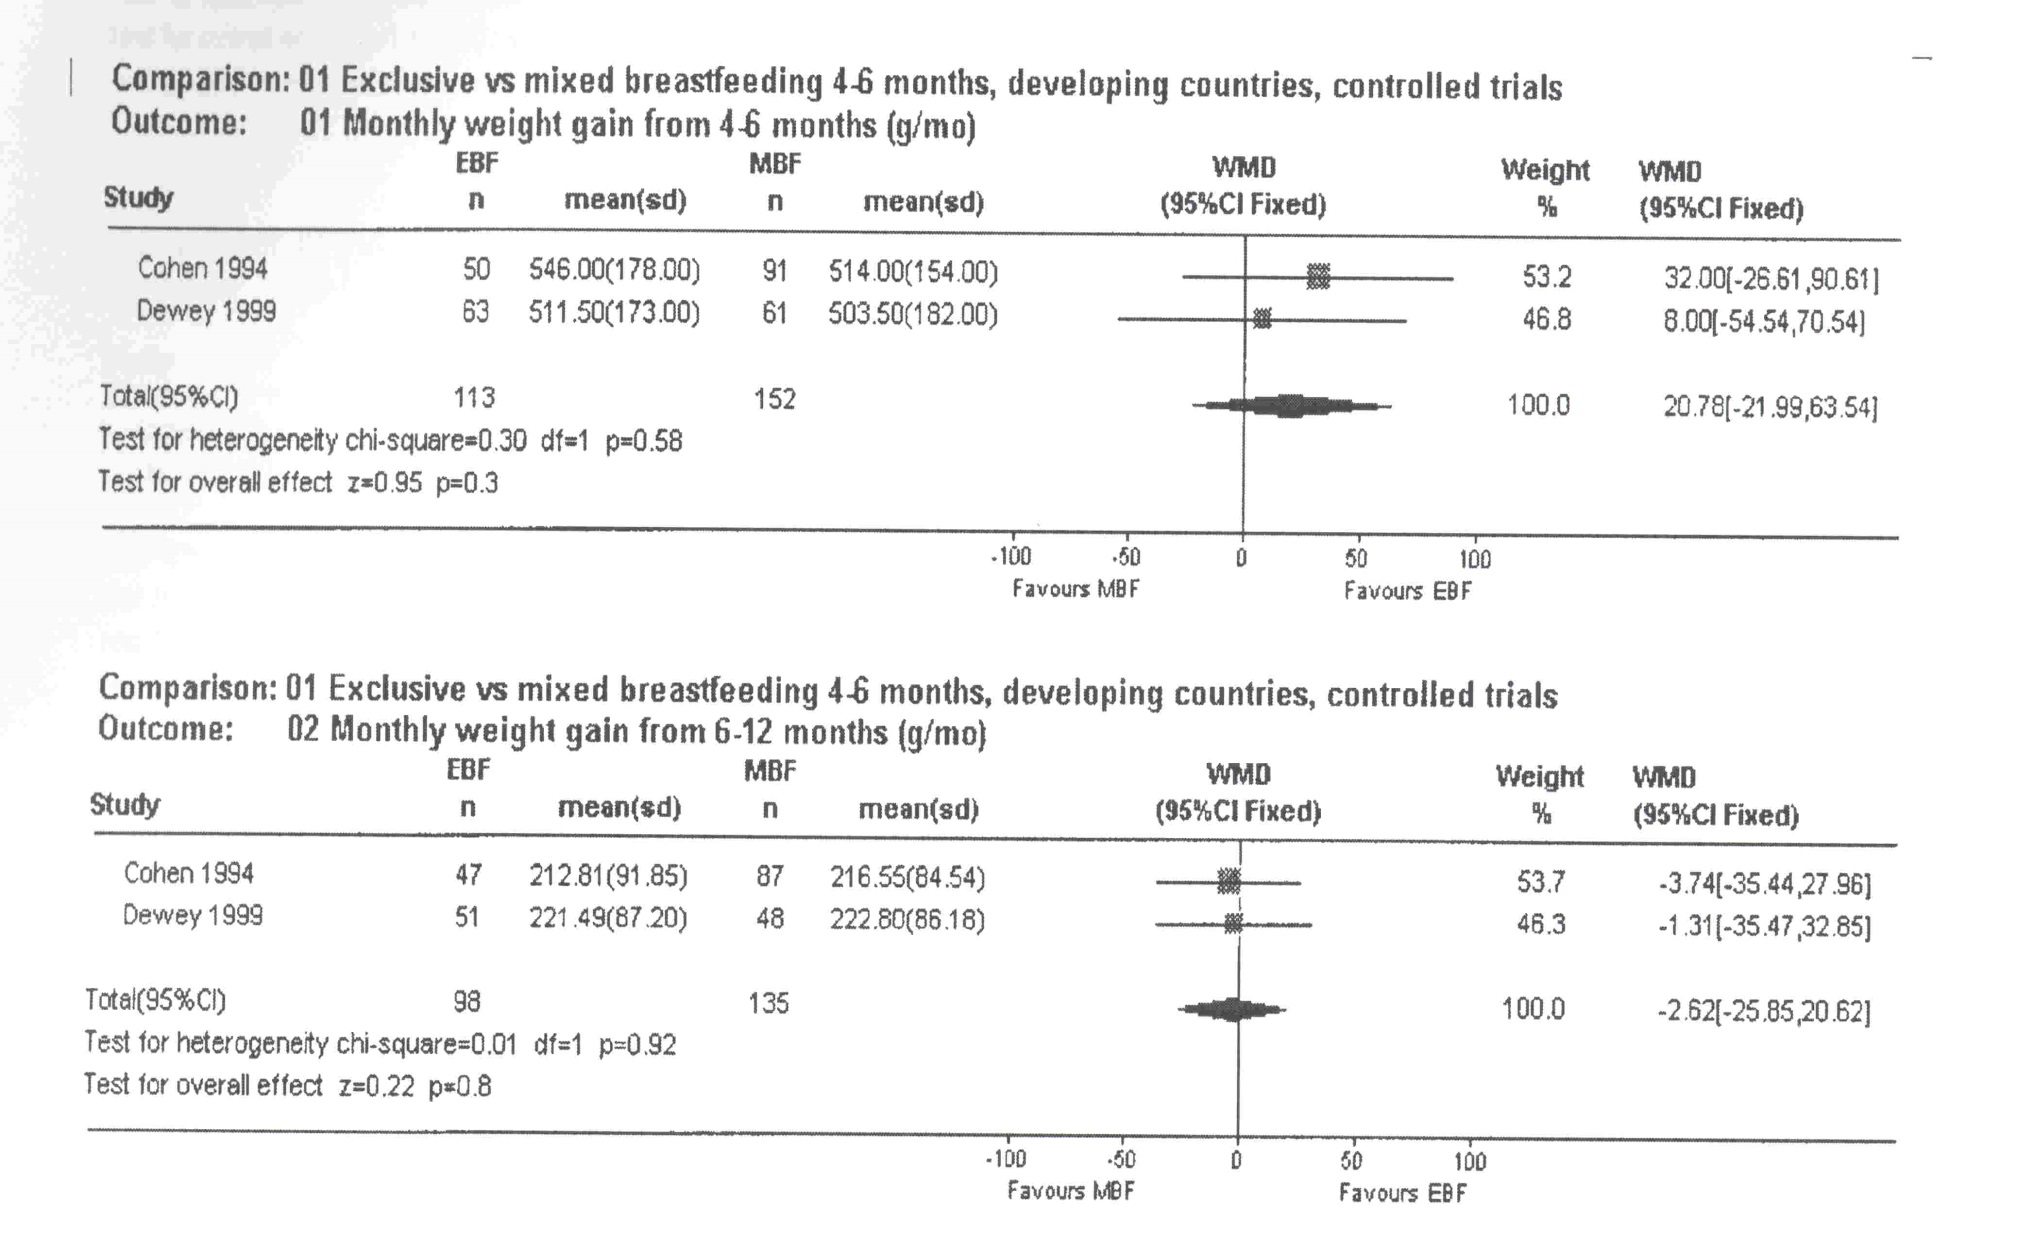 Comparison: 01 Exclusive vs mixed breastfeeding 4-6 months, developing countries, controlled trials
Outcome: 01 Monthly weight gain from 4-6 months (g/mo)
EBF MBF WMD Weight WMD
Study n mean(sd) n mean(sd) (95%CI Fixed) % (95%CI Fixed)
Cohen 1994 50 546.00(178.00) 91 514.00(154.00) 53.2 32.00[-26.61,90.61]
Dewey 1999 63 511.50(173.00) 61 503.50(182.00) 46.8 8.00[-54.54,70.54]
Total(95%CI) 113 152 100.0 20.78[-21.99,63.54]
Test for heterogeneity chi-square=0.30 df=1 p=0.58
Test for overall effect z=0.95 p=0.3
-100 -50 0 50 100
Favours MBF Favours EBF
Comparison: 01 Exclusive vs mixed breastfeeding 4-6 months, developing countries, controlled trials
Outcome: 02 Monthly weight gain from 6-12 months (g/mo)
EBF MBF WMD Weight WMD
Study n mean(sd) n mean(sd) (95%CI Fixed) % (95%CI Fixed)
Cohen 1994 47 212.81(91.85) 87 216.55(84.54) 53.7 -3.74[-35.44,27.96]
Dewey 1999 51 221.49(87.20) 48 222.80(86.18) 46.3 -1.31[-35.47,32.85]
Total(95%CI) 98 135 100.0 -2.62[-25.85,20.62]
Test for heterogeneity chi-square=0.01 df=1 p=0.92
Test for overall effect z=0.22 p=0.8
-100 -50 0 50 100
Favours MBF Favours EBF